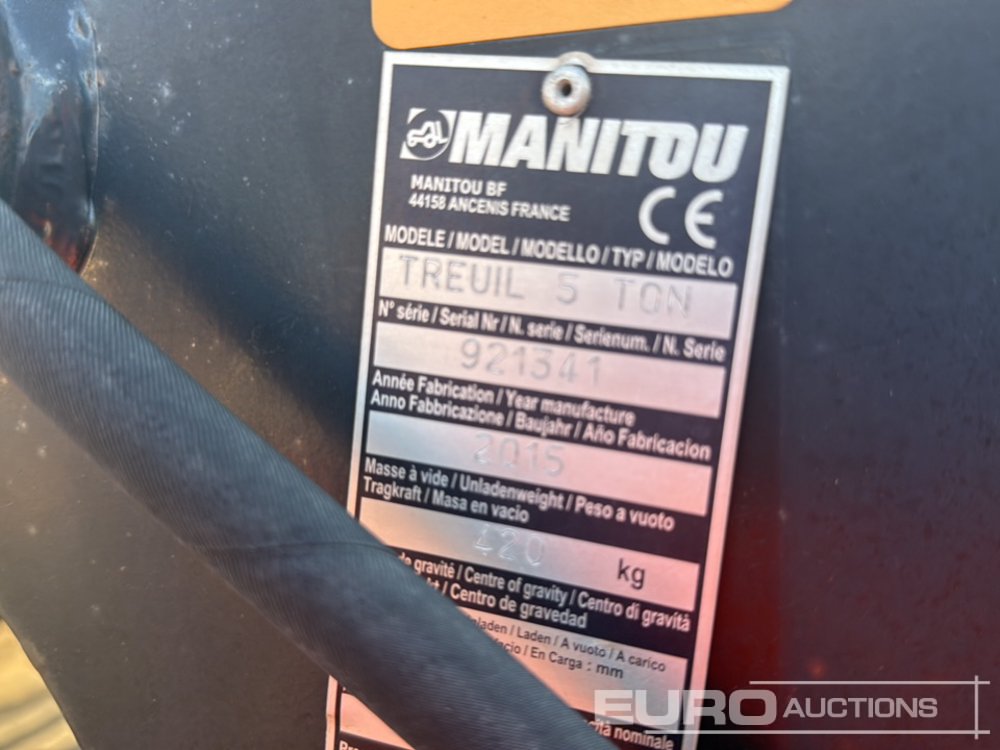 MANITOU
MANITOU BF
44158 ANCENIS FRANCE
CE
MODELE / MODEL / MODELLO / TYP / MODELO
TREUIL 5 TON
N° série / Serial Nr / N. serie / Serienum. / N. Serie
921341
Année Fabrication / Year manufacture
Anno Fabbricazione / Baujahr / Año Fabricacion
2015
Masse à vide / Unladenweight / Peso a vuoto
Tragkraft / Masa en vacio
420 kg
de gravité / Centre of gravity / Centro di gravità
/ Centro de gravedad
/ Laden / A vuoto / A carico
/ En Carga : mm
nominale
EURO AUCTIONS